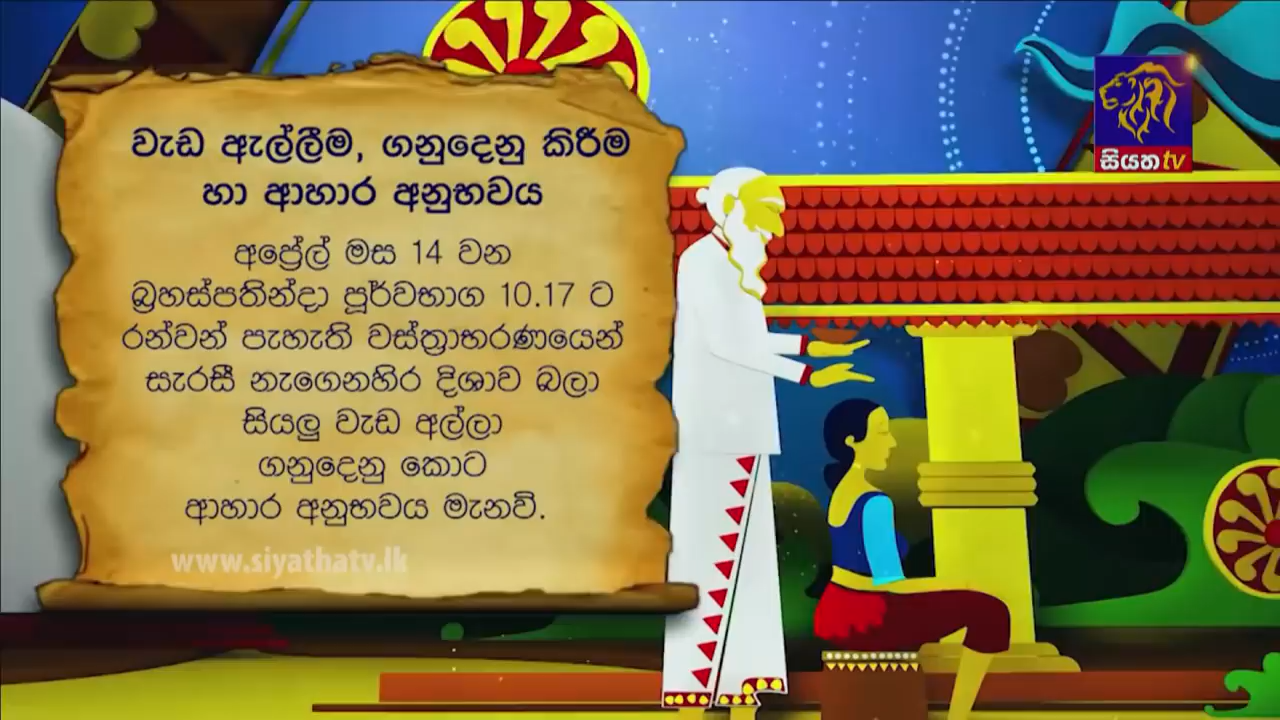 වැඩ ඇල්ලීම, ගනුදෙනු කිරීම
හා ආහාර අනුභවය
අප්‍රේල් මස 14 වන
බ්‍රහස්පතින්දා පූර්වභාග 10.17 ට
රන්වන් පැහැති වස්ත්‍රාභරණයෙන්
සැරසී නැගෙනහිර දිශාව බලා
සියලු වැඩ අල්ලා
ගනුදෙනු කොට
ආහාර අනුභවය මැනවි.
www.siyathatv.lk
සියත tv